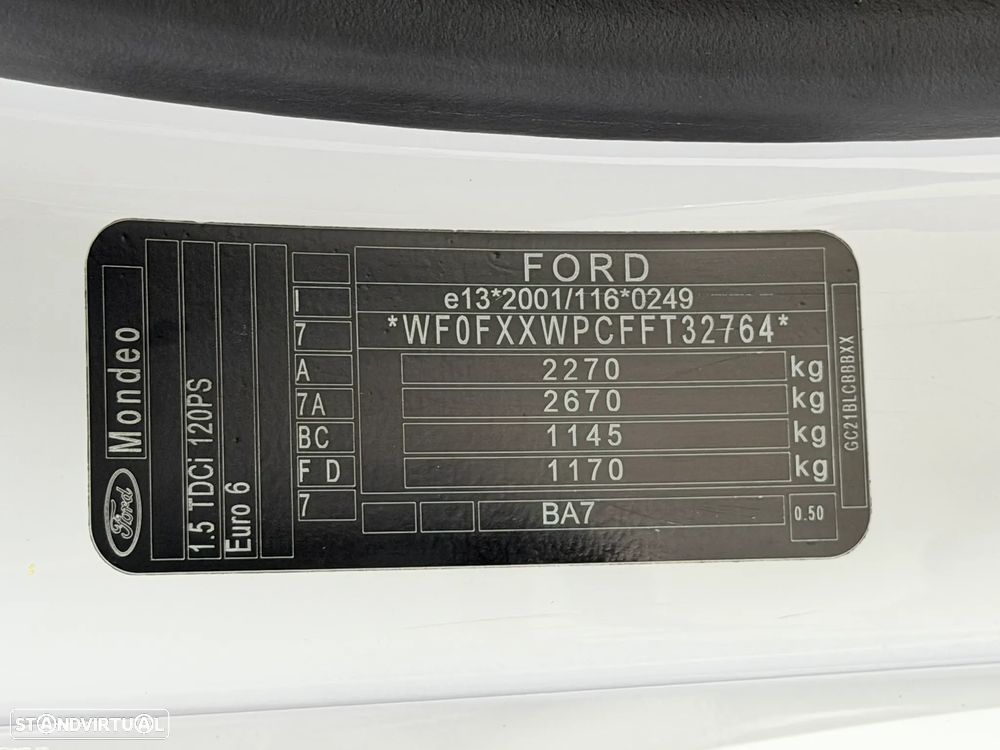 FORD
e13*2001/116*0249
*WF0FXXWPCFFT32764*
2270 kg
2670 kg
1145 kg
1170 kg
BA7
0.50
I
7
A
7A
BC
F D
7
Ford
Mondeo
1.5 TDCi 120PS
Euro 6
GC21BLCBBBXX
STANDVIRTUAL